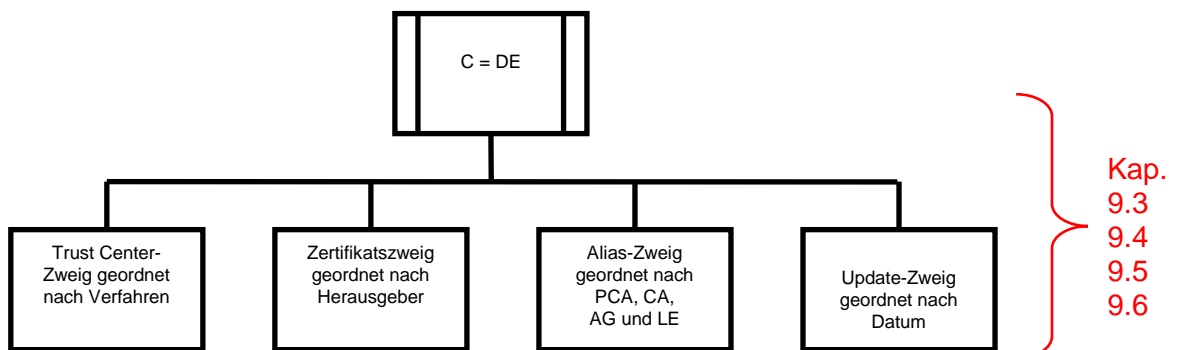 C = DE
Trust Center-
Zweig geordnet
nach Verfahren
Zertifikatszweig
geordnet nach
Herausgeber
Alias-Zweig
geordnet nach
PCA, CA,
AG und LE
Update-Zweig
geordnet nach
Datum
Kap.
9.3
9.4
9.5
9.6